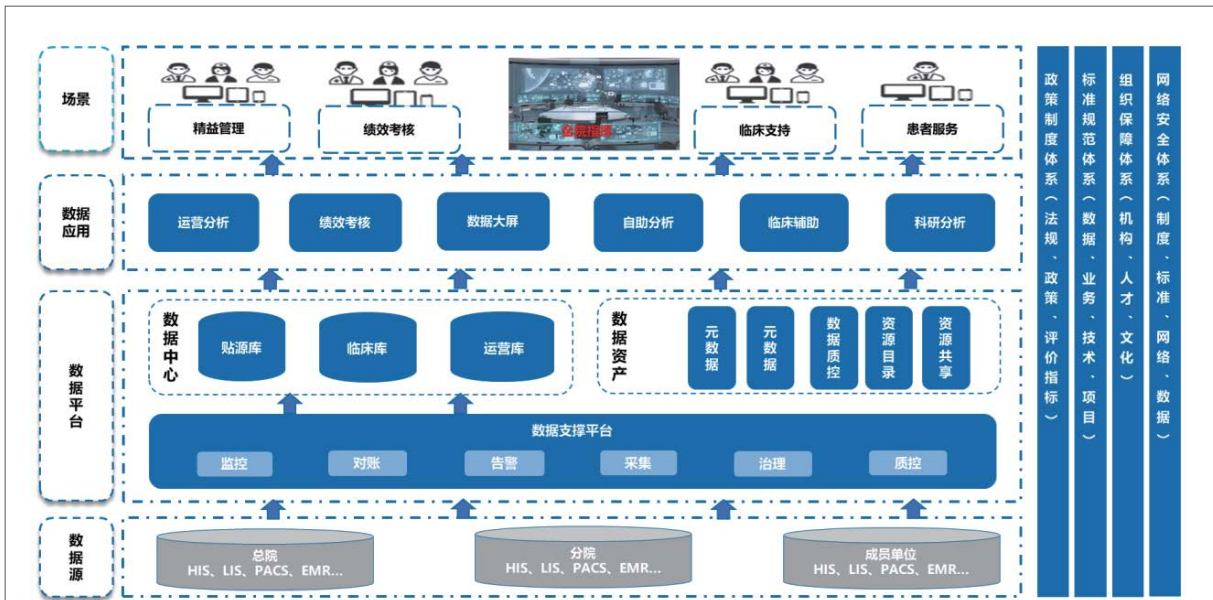 场景
精益管理
绩效考核
临床支持
患者服务
数据
应用
运营分析
绩效考核
数据大屏
自助分析
临床辅助
科研分析
数据平台
数据中心
贴源库
临床库
运营库
数据资产
元数据
元数据
数据质控
资源目录
资源共享
数据支撑平台
监控
对账
告警
采集
治理
质控
数据源
总院
HIS、LIS、PACS、EMR...
分院
HIS、LIS、PACS、EMR...
成员单位
HIS、LIS、PACS、EMR...
政策制度体系（法规、政策、评价指标）
标准规范体系（数据、业务、技术、项目）
组织保障体系（机构、人才、文化）
网络安全体系（制度、标准、网络、数据）